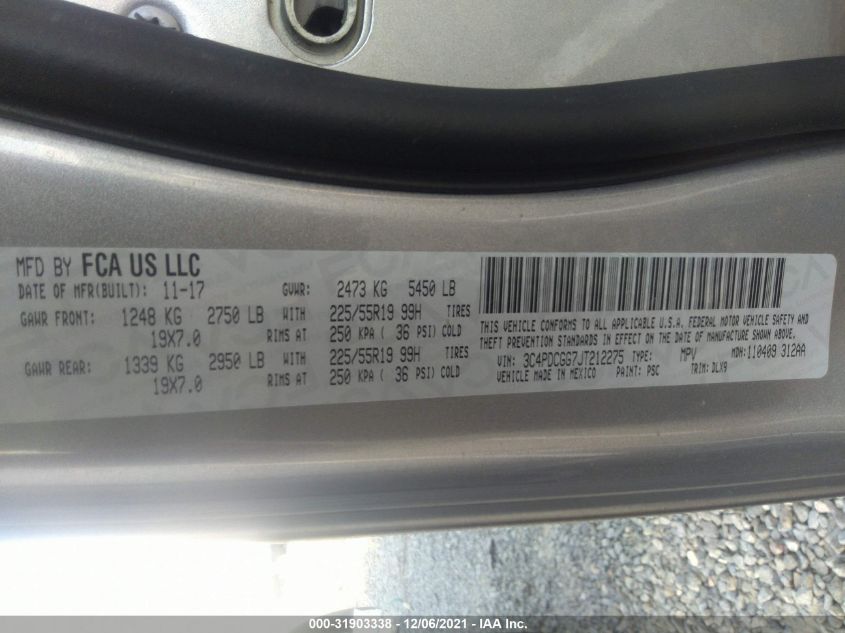 MFD BY FCA US LLC
DATE OF MFR(BUILT): 11-17 GVWR: 2473 KG 5450 LB
GAWR FRONT: 1248 KG 2750 LB WITH 225/55R19 99H TIRES
19X7.0 RIMS AT 250 KPA ( 36 PSI) COLD
GAWR REAR: 1339 KG 2950 LB WITH 225/55R19 99H TIRES
19X7.0 RIMS AT 250 KPA ( 36 PSI) COLD
THIS VEHICLE CONFORMS TO ALL APPLICABLE U.S.A. FEDERAL MOTOR VEHICLE SAFETY AND
THEFT PREVENTION STANDARDS IN EFFECT ON THE DATE OF MANUFACTURE SHOWN ABOVE.
VIN: 3C4PDCGG7JT212275 TYPE: MPV MDH: 110409 312AA
VEHICLE MADE IN MEXICO PAINT: PSC TRIM: DLX9
000-31903338 - 12/06/2021 - IAA Inc.